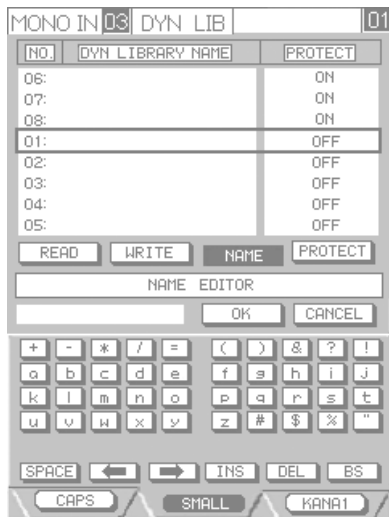 MONO IN 03 DYN LIB 01
NO. DYN LIBRARY NAME PROTECT
06: ON
07: ON
08: ON
01: OFF
02: OFF
03: OFF
04: OFF
05: OFF
READ WRITE NAME PROTECT
NAME EDITOR
OK CANCEL
+ - * / = ( ) & ? !
a b c d e f g h i j
k l m n o p q r s t
u v w x y z # $ % "
SPACE INS DEL BS
CAPS SMALL KANA1